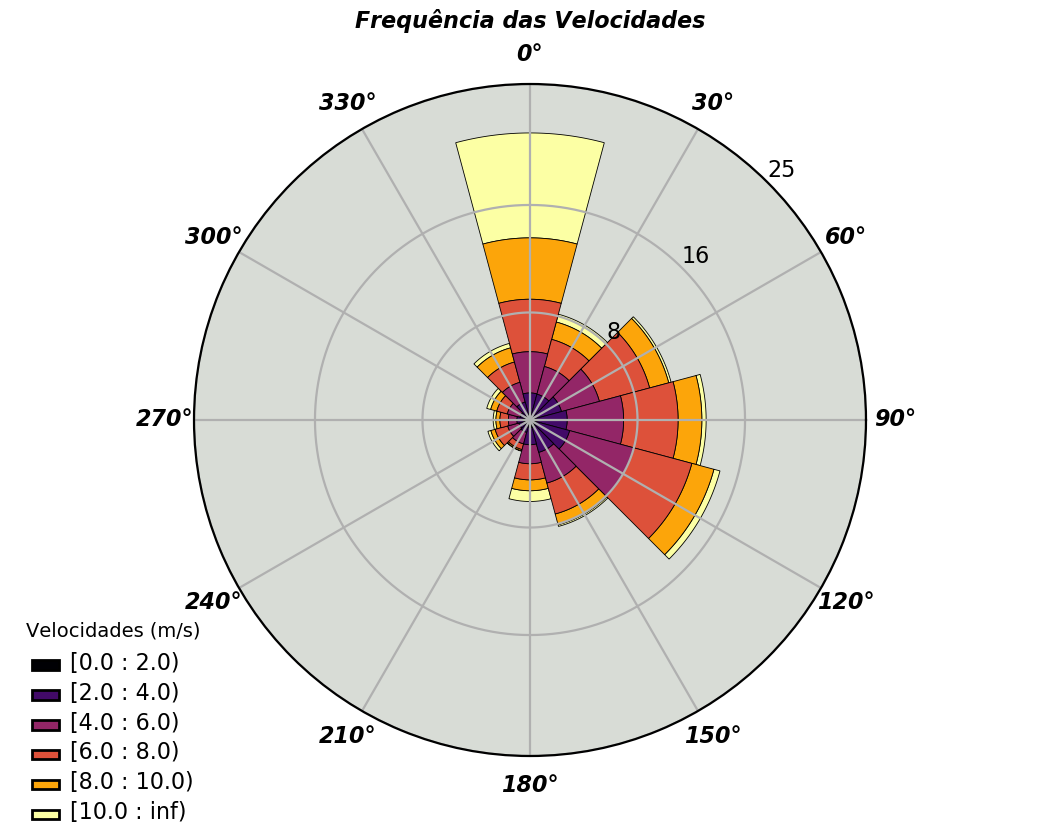 Frequência das Velocidades
0°
330°
30°
25
300°
60°
16
8
270°
90°
240°
120°
210°
150°
180°
Velocidades (m/s)
[0.0 : 2.0)
[2.0 : 4.0)
[4.0 : 6.0)
[6.0 : 8.0)
[8.0 : 10.0)
[10.0 : inf)